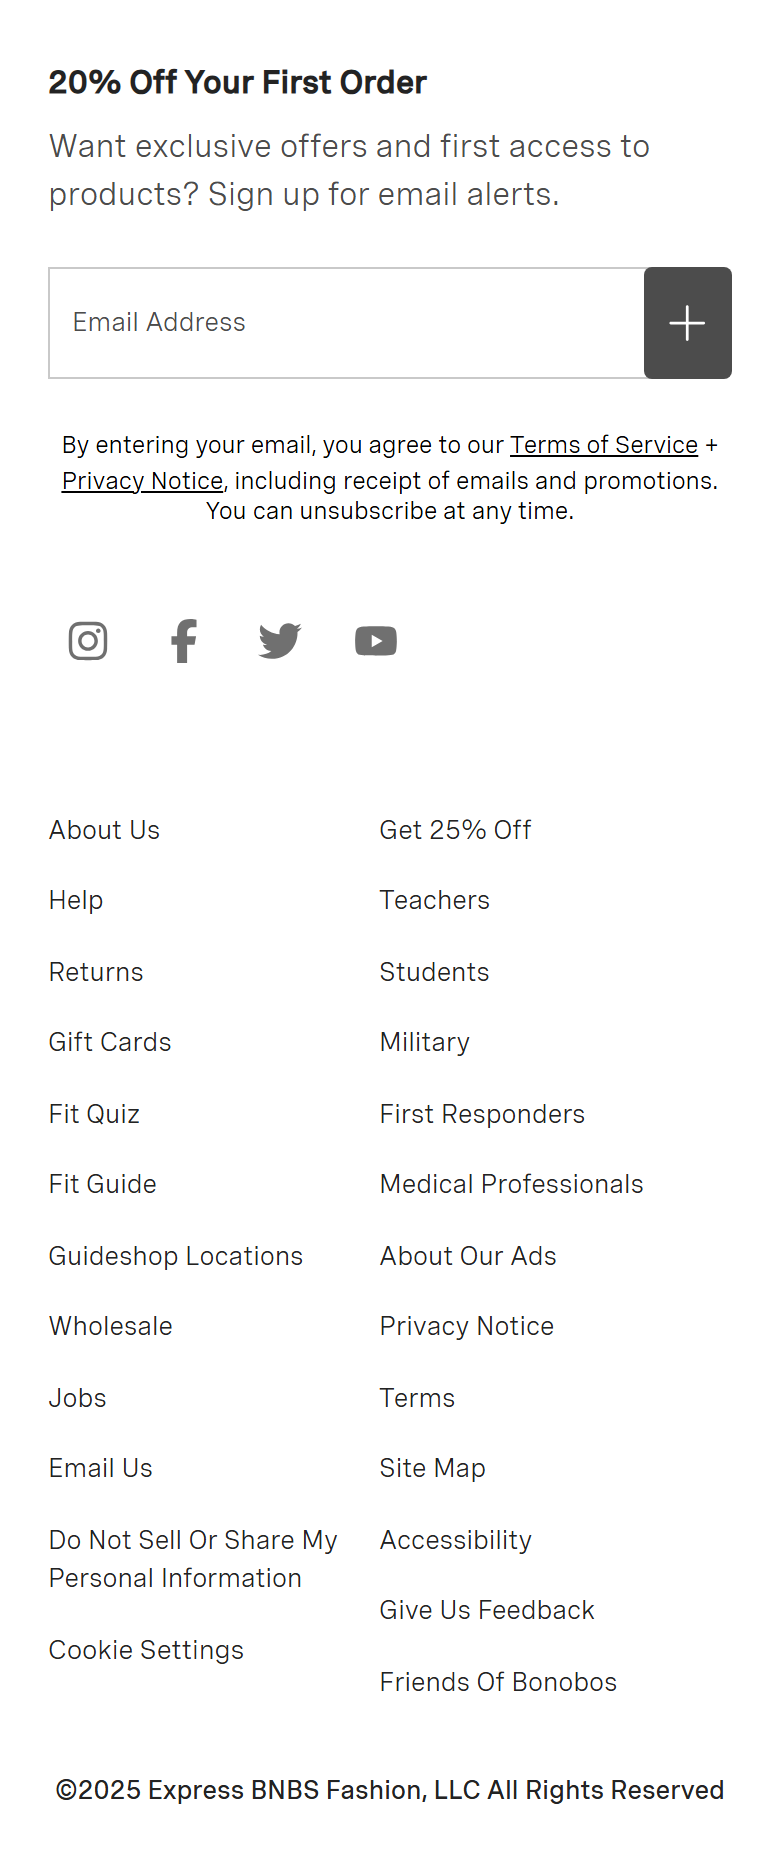 20% Off Your First Order
Want exclusive offers and first access to
products? Sign up for email alerts.
Email Address
By entering your email, you agree to our Terms of Service +
Privacy Notice, including receipt of emails and promotions.
You can unsubscribe at any time.
About Us
Help
Returns
Gift Cards
Fit Quiz
Fit Guide
Guideshop Locations
Wholesale
Jobs
Email Us
Do Not Sell Or Share My
Personal Information
Cookie Settings
Get 25% Off
Teachers
Students
Military
First Responders
Medical Professionals
About Our Ads
Privacy Notice
Terms
Site Map
Accessibility
Give Us Feedback
Friends Of Bonobos
©2025 Express BNBS Fashion, LLC All Rights Reserved